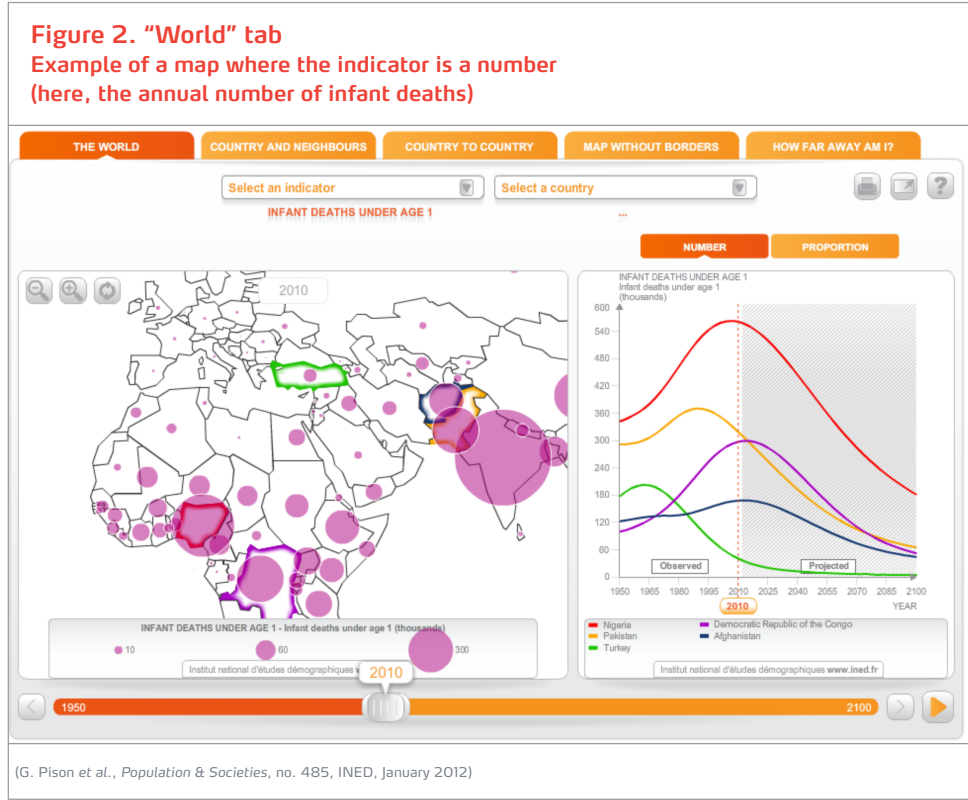 Figure 2. “World” tab
Example of a map where the indicator is a number
(here, the annual number of infant deaths)
THE WORLD
COUNTRY AND NEIGHBOURS
COUNTRY TO COUNTRY
MAP WITHOUT BORDERS
HOW FAR AWAY AM I?
Select an indicator
Select a country
?
INFANT DEATHS UNDER AGE 1
...
NUMBER
PROPORTION
2010
INFANT DEATHS UNDER AGE 1 - Infant deaths under age 1 (thousands)
10
60
300
Institut national d'études démographiques w
INFANT DEATHS UNDER AGE 1
Infant deaths under age 1
(thousands)
600
540
480
420
360
300
240
180
120
60
0
Observed
Projected
1950
1965
1980
1995
2010
2025
2040
2055
2070
2085
2100
2010
YEAR
Nigeria
Pakistan
Turkey
Democratic Republic of the Congo
Afghanistan
Institut national d'études démographiques www.ined.fr
2010
1950
2100
(G. Pison et al., Population & Societies, no. 485, INED, January 2012)